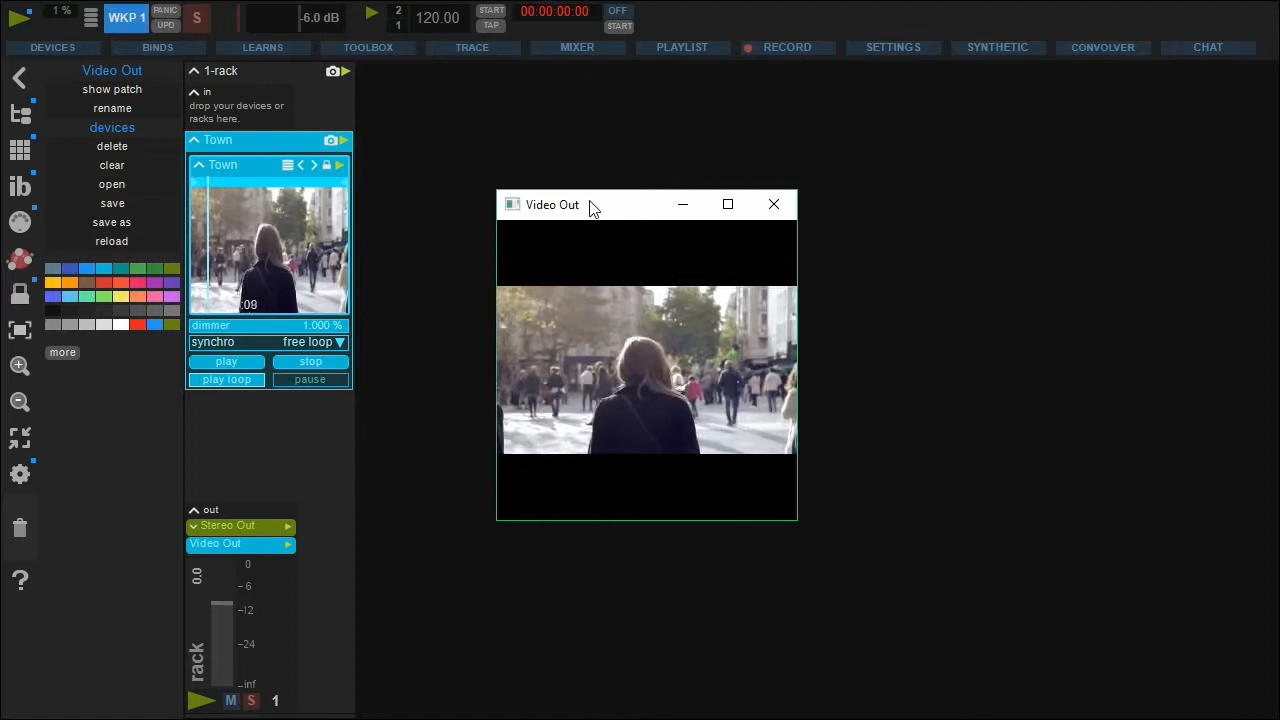 1 %
WKP 1
PANIC
UPD
S
-6.0 dB
2
1
120.00
START
TAP
00:00:00:00
OFF
START
DEVICES
BINDS
LEARNS
TOOLBOX
TRACE
MIXER
PLAYLIST
RECORD
SETTINGS
SYNTHETIC
CONVOLVER
CHAT
Video Out
show patch
rename
devices
delete
clear
open
save
save as
reload
more
ib
?
1-rack
in
drop your devices or
racks here.
Town
Town
:09
dimmer 1.000 %
synchro free loop
play stop
play loop pause
out
Stereo Out
Video Out
0.0
0
-6
-12
-24
-inf
rack
M S 1
Video Out